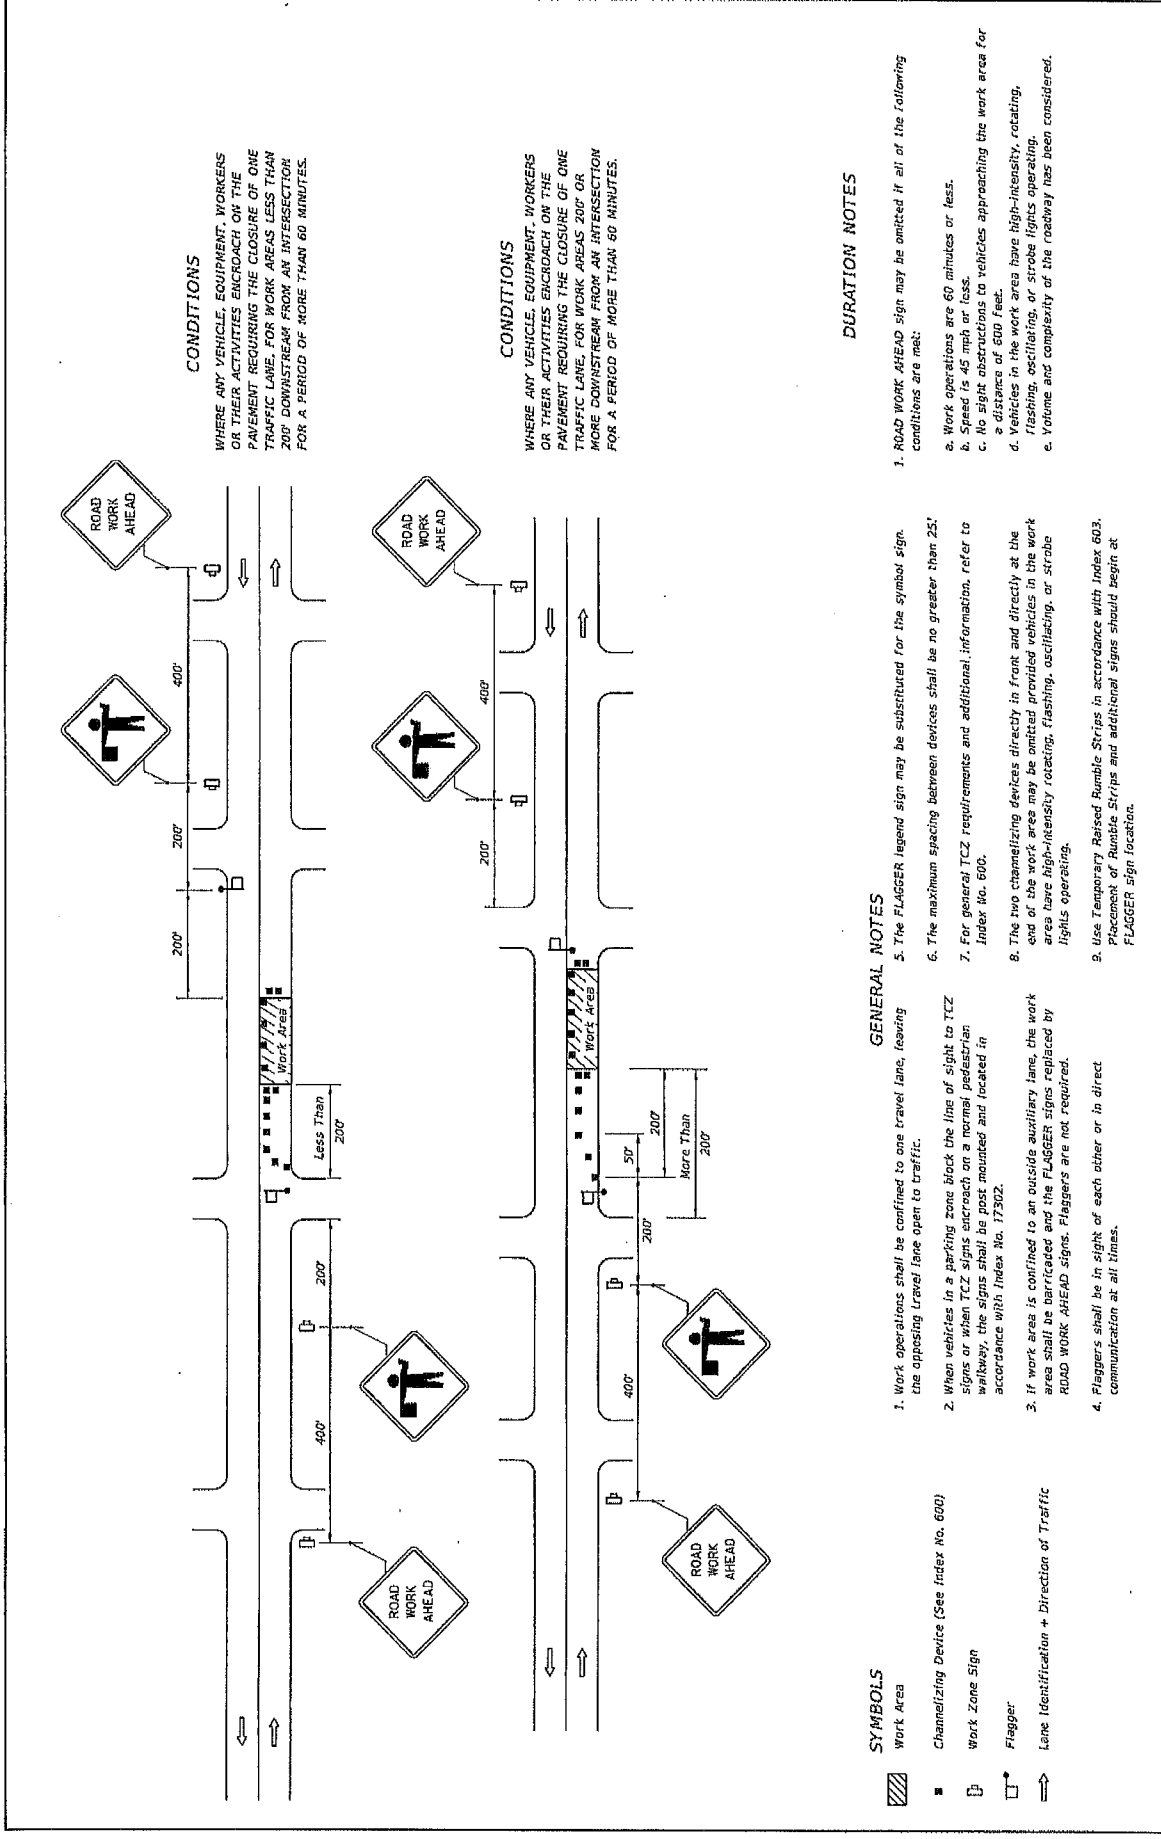 CONDITIONS
WHERE ANY VEHICLE, EQUIPMENT, WORKERS
OR THEIR ACTIVITIES ENCROACH ON THE
PAVEMENT REQUIRING THE CLOSURE OF ONE
TRAFFIC LANE, FOR WORK AREAS LESS THAN
200' DOWNSTREAM FROM AN INTERSECTION
FOR A PERIOD OF MORE THAN 60 MINUTES.
ROAD
WORK
AHEAD
400'
200'
200'
Work Area
Less Than
200'
200'
400'
ROAD
WORK
AHEAD
CONDITIONS
WHERE ANY VEHICLE, EQUIPMENT, WORKERS
OR THEIR ACTIVITIES ENCROACH ON THE
PAVEMENT REQUIRING THE CLOSURE OF ONE
TRAFFIC LANE, FOR WORK AREAS 200' OR
MORE DOWNSTREAM FROM AN INTERSECTION
FOR A PERIOD OF MORE THAN 60 MINUTES.
ROAD
WORK
AHEAD
400'
200'
Work Area
50'
200'
More Than
200'
200'
400'
ROAD
WORK
AHEAD
SYMBOLS
Work Area
Channelizing Device (See Index No. 600)
Work Zone Sign
Flagger
Lane Identification + Direction of Traffic
GENERAL NOTES
1. Work operations shall be confined to one travel lane, leaving
the opposing travel lane open to traffic.
2. When vehicles in a parking zone block the line of sight to TCZ
signs or when TCZ signs encroach on a normal pedestrian
walkway, the signs shall be post mounted and located in
accordance with Index No. 17302.
3. If work area is confined to an outside auxiliary lane, the work
area shall be barricaded and the FLAGGER signs replaced by
ROAD WORK AHEAD signs. Flaggers are not required.
4. Flaggers shall be in sight of each other or in direct
communication at all times.
5. The FLAGGER legend sign may be substituted for the symbol sign.
6. The maximum spacing between devices shall be no greater than 25'.
7. For general TCZ requirements and additional information, refer to
Index No. 600.
8. The two channelizing devices directly in front and directly at the
end of the work area may be omitted provided vehicles in the work
area have high-intensity rotating, flashing, oscillating, or strobe
lights operating.
9. Use Temporary Raised Rumble Strips in accordance with Index 603.
Placement of Rumble Strips and additional signs should begin at
FLAGGER sign location.
DURATION NOTES
1. ROAD WORK AHEAD sign may be omitted if all of the following
conditions are met:
a. Work operations are 60 minutes or less.
b. Speed is 45 mph or less.
c. No sight obstructions to vehicles approaching the work area for
a distance of 600 feet.
d. Vehicles in the work area have high-intensity, rotating,
flashing, oscillating, or strobe lights operating.
e. Volume and complexity of the roadway has been considered.